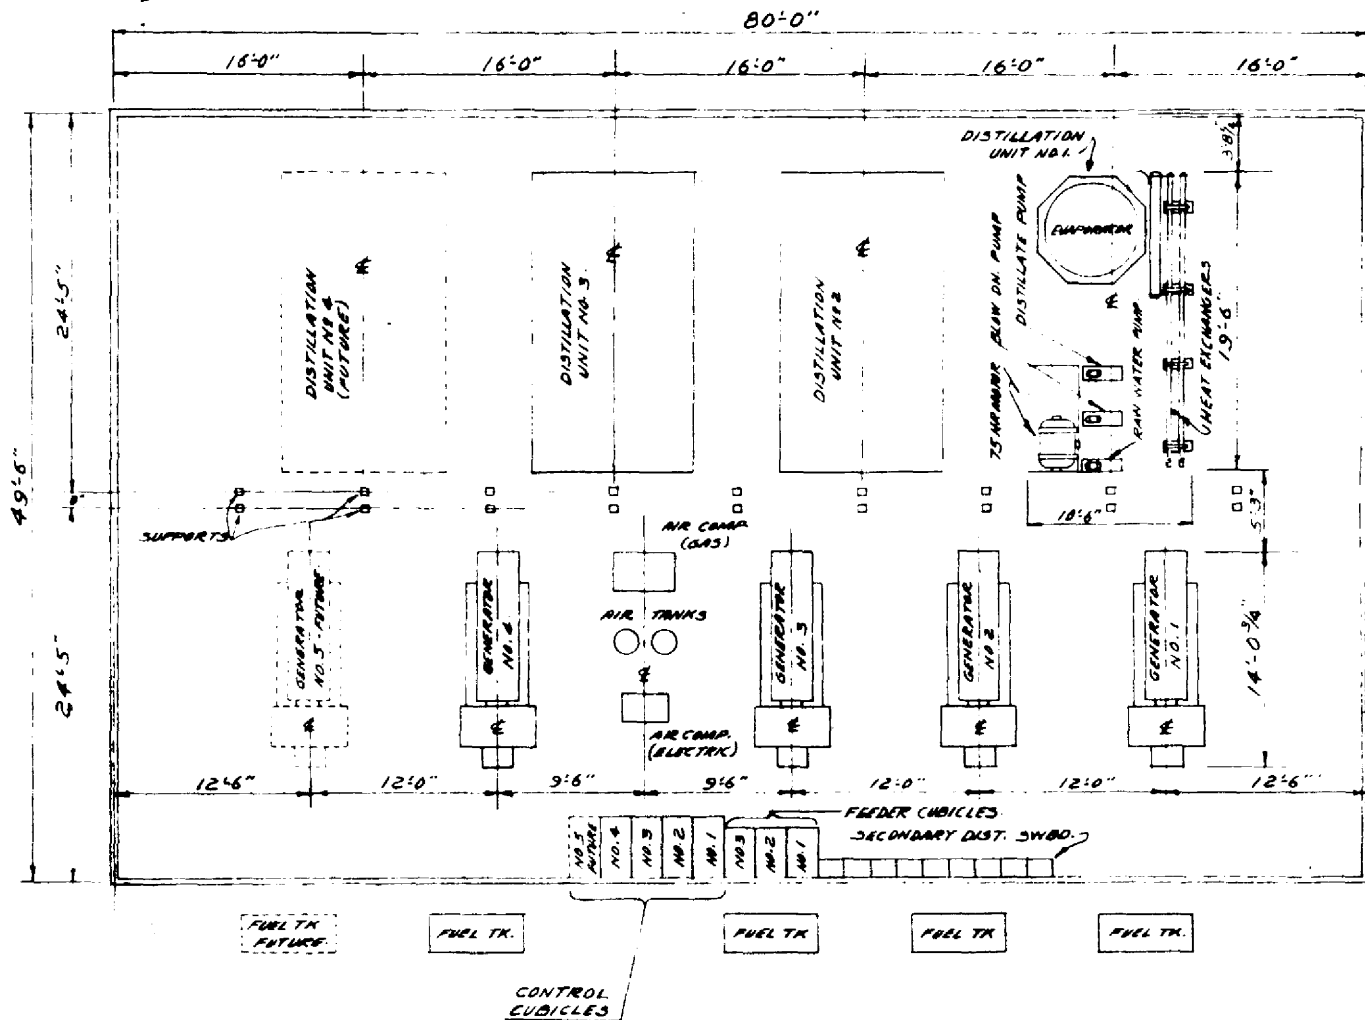 80'-0"
16'-0"
16'-0"
16'-0"
16'-0"
16'-0"
49'-6"
24'-5"
24'-5"
DISTILLATION
UNIT NO.1.
3'8¼"
EVAPORATOR
DISTILLATION
UNIT NO 4
(FUTURE)
DISTILLATION
UNIT NO. 3
DISTILLATION
UNIT NO 2
75 HP MOTOR
BLOW DN. PUMP
DISTILLATE PUMP
RAW WATER PUMP
HEAT EXCHANGERS
19'-6"
10'-6"
5'-3"
SUPPORTS
AIR COMP.
(GAS)
AIR TANKS
AIR COMP.
(ELECTRIC)
GENERATOR
NO.5-FUTURE
GENERATOR
NO. 4
GENERATOR
NO. 3
GENERATOR
NO 2
GENERATOR
NO. 1
14'-0¾"
12'-6"
12'-0"
9'-6"
9'-6"
12'-0"
12'-0"
12'-6"
FEEDER CUBICLES
SECONDARY DIST. SWBD.
NO.5
FUTURE
NO.4
NO.3
NO.2
NO.1
NO.3
NO.2
NO.1
FUEL TK
FUTURE.
FUEL TK.
FUEL TK
FUEL TK
FUEL TK
CONTROL
CUBICLES